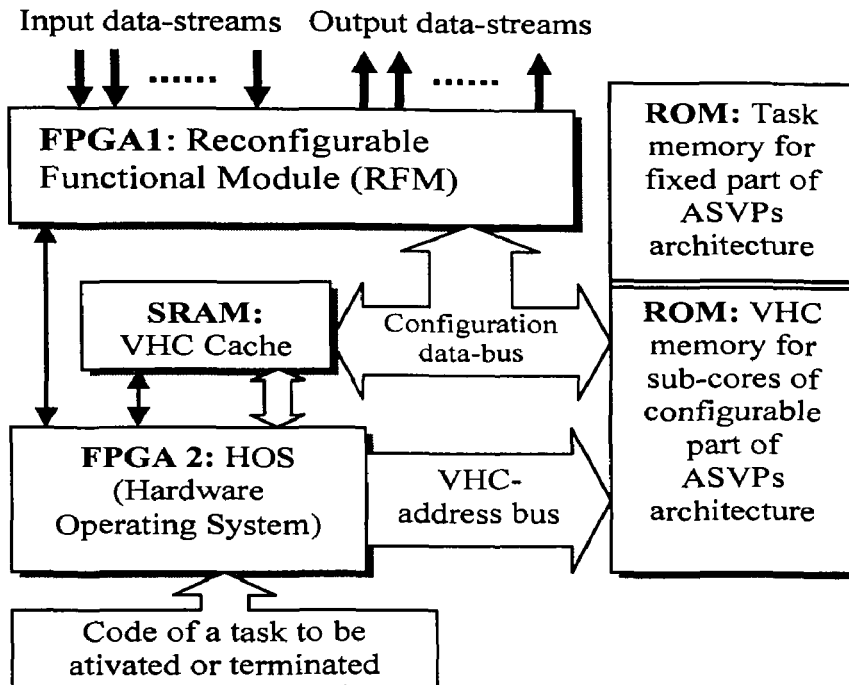 Input data-streams Output data-streams
...... ......
FPGA1: Reconfigurable
Functional Module (RFM)
ROM: Task
memory for
fixed part of
ASVPs
architecture
SRAM:
VHC Cache
Configuration
data-bus
ROM: VHC
memory for
sub-cores of
configurable
part of
ASVPs
architecture
FPGA 2: HOS
(Hardware
Operating System)
VHC-
address bus
Code of a task to be
ativated or terminated